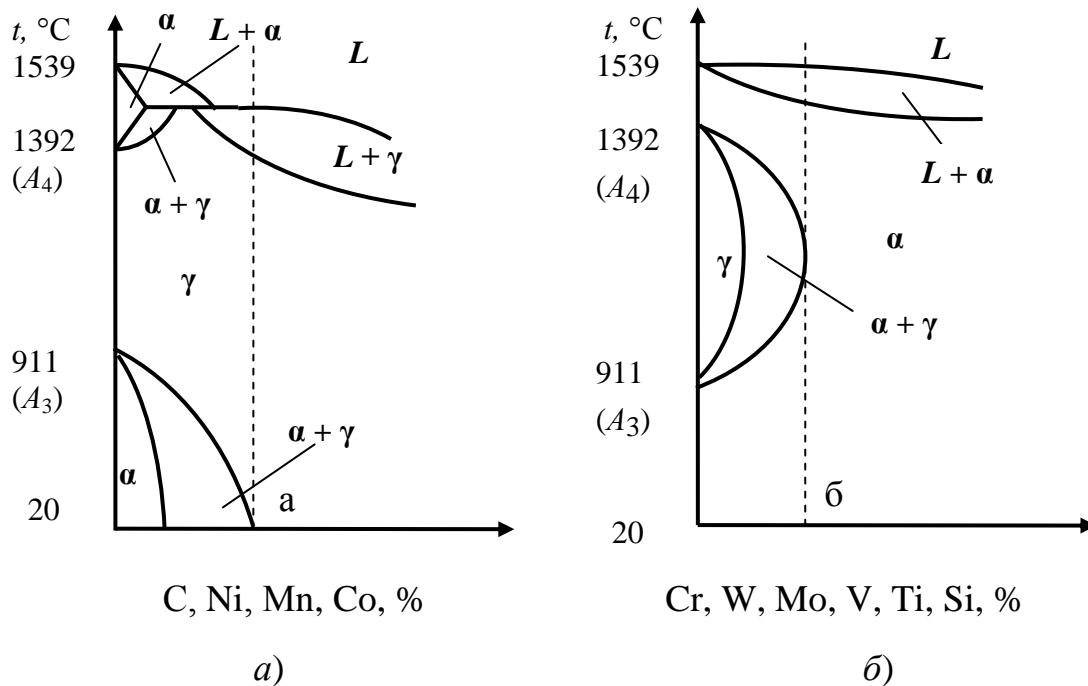 t, °C
α
L + α
L
1539
1392
(A4)
α + γ
L + γ
γ
911
(A3)
α + γ
α
20
а
C, Ni, Mn, Co, %
а)
t, °C
L
1539
1392
(A4)
L + α
α
γ
α + γ
911
(A3)
б
20
Cr, W, Mo, V, Ti, Si, %
б)